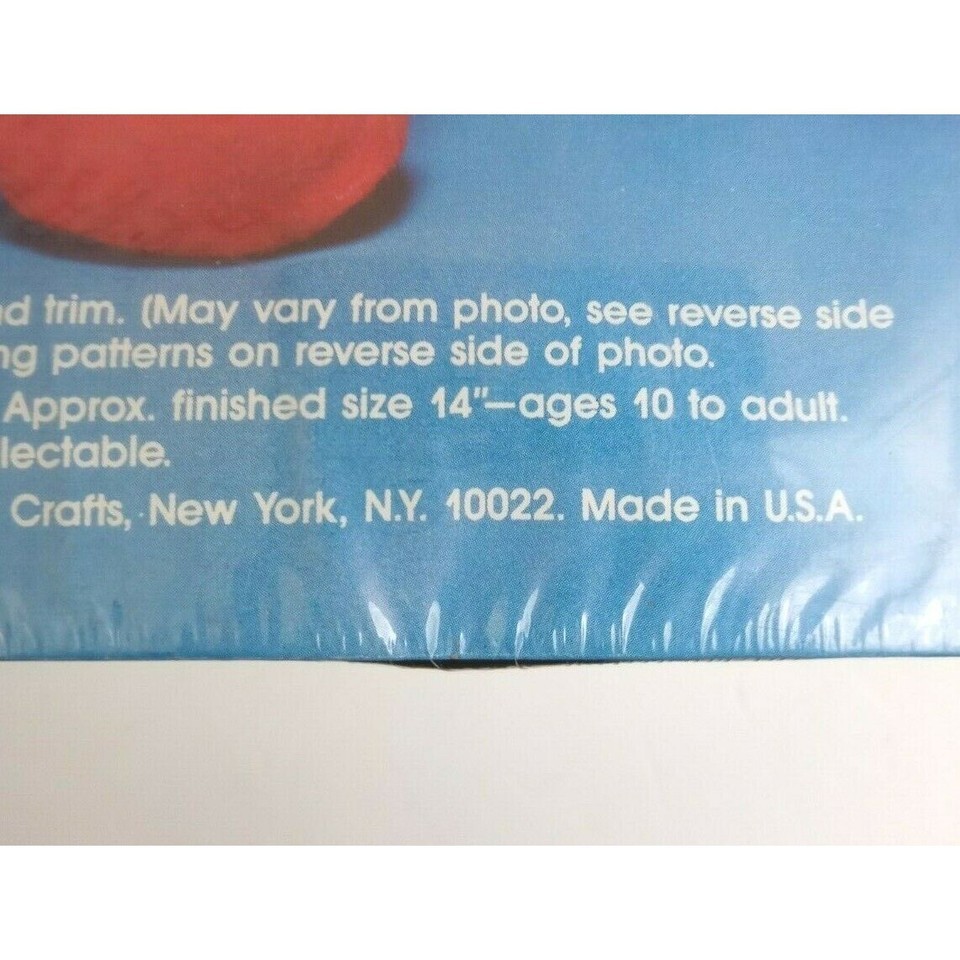 nd trim. (May vary from photo, see reverse side
ng patterns on reverse side of photo.
Approx. finished size 14"—ages 10 to adult.
lectable.
Crafts, New York, N.Y. 10022. Made in U.S.A.